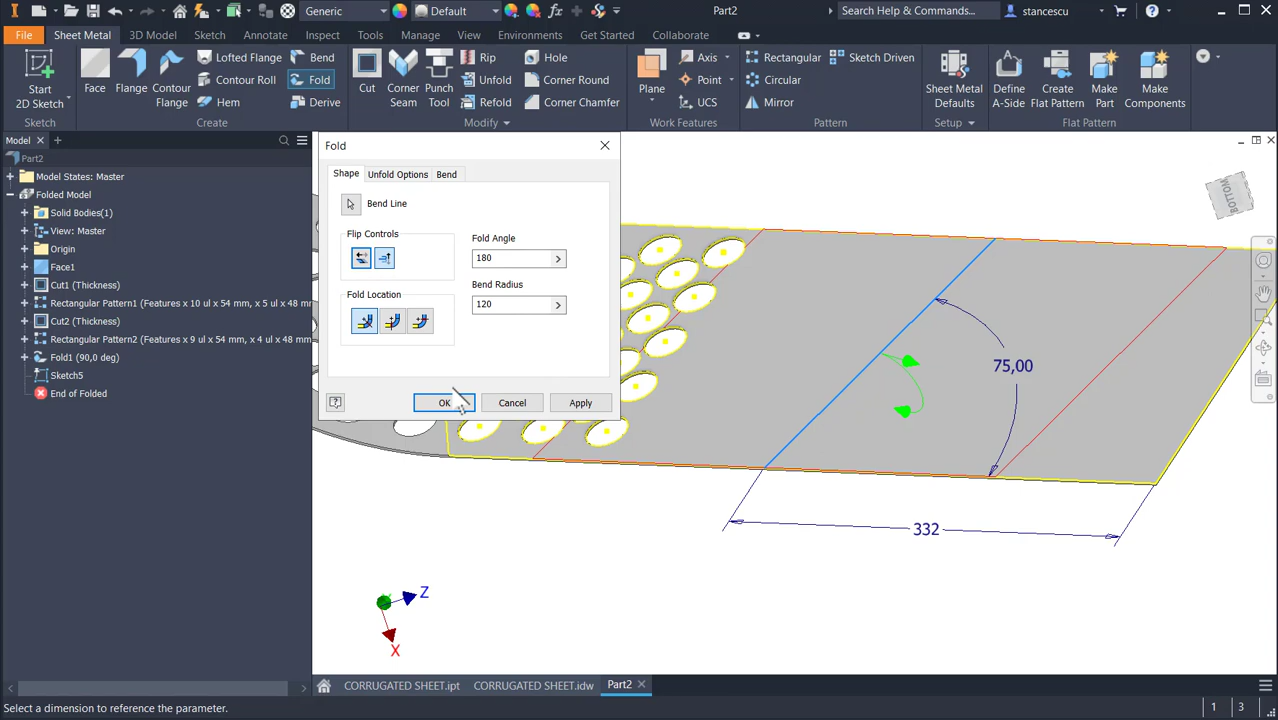 Generic
Default
Part2
Search Help & Commands...
stancescu
File
Sheet Metal
3D Model
Sketch
Annotate
Inspect
Tools
Manage
View
Environments
Get Started
Collaborate
Start
2D Sketch
Face
Flange
Contour
Flange
Lofted Flange
Contour Roll
Hem
Bend
Fold
Derive
Cut
Corner
Seam
Punch
Tool
Rip
Unfold
Refold
Hole
Corner Round
Corner Chamfer
Plane
Axis
Point
UCS
Rectangular
Circular
Mirror
Sketch Driven
Sheet Metal
Defaults
Define
A-Side
Create
Flat Pattern
Make
Part
Make
Components
Sketch
Create
Modify
Work Features
Pattern
Setup
Flat Pattern
Model
Part2
Model States: Master
Folded Model
Solid Bodies(1)
View: Master
Origin
Face1
Cut1 (Thickness)
Rectangular Pattern1 (Features x 10 ul x 54 mm, x 5 ul x 48 mm
Cut2 (Thickness)
Rectangular Pattern2 (Features x 9 ul x 54 mm, x 4 ul x 48 mm
Fold1 (90,0 deg)
Sketch5
End of Folded
Fold
Shape
Unfold Options
Bend
Bend Line
Flip Controls
Fold Location
Fold Angle
180
Bend Radius
120
OK
Cancel
Apply
BOTTOM
75,00
332
Z
X
CORRUGATED SHEET.ipt
CORRUGATED SHEET.idw
Part2
Select a dimension to reference the parameter.
1
3